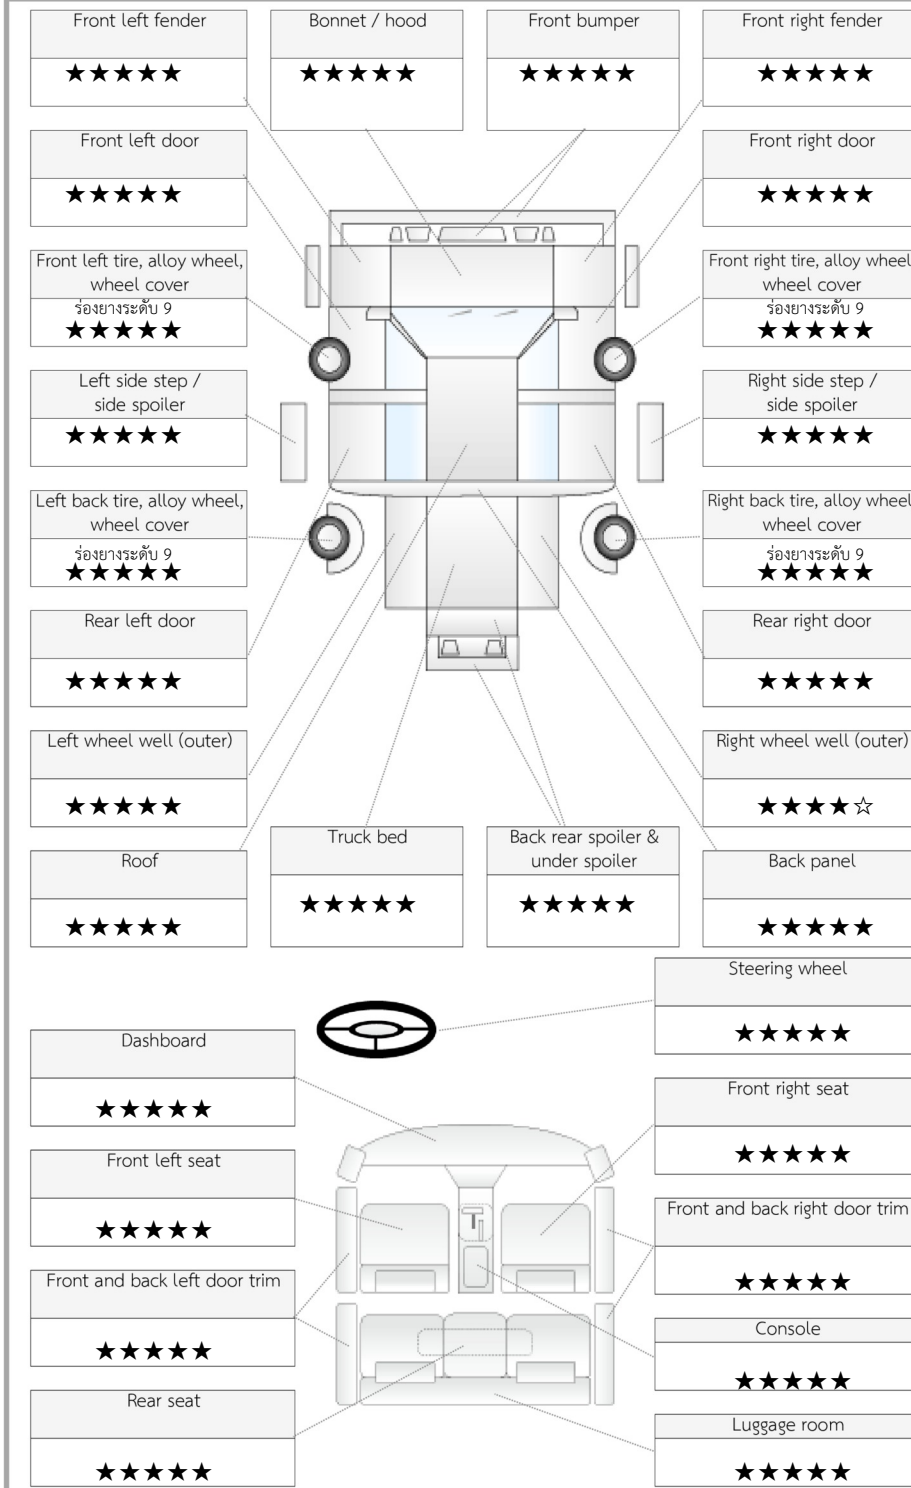 Front left fender
★★★★★
Bonnet / hood
★★★★★
Front bumper
★★★★★
Front right fender
★★★★★
Front left door
★★★★★
Front right door
★★★★★
Front left tire, alloy wheel,
wheel cover
ร่องยางระดับ 9
★★★★★
Front right tire, alloy wheel
wheel cover
ร่องยางระดับ 9
★★★★★
Left side step /
side spoiler
★★★★★
Right side step /
side spoiler
★★★★★
Left back tire, alloy wheel,
wheel cover
ร่องยางระดับ 9
★★★★★
Right back tire, alloy wheel
wheel cover
ร่องยางระดับ 9
★★★★★
Rear left door
★★★★★
Rear right door
★★★★★
Left wheel well (outer)
★★★★★
Right wheel well (outer)
★★★★☆
Roof
★★★★★
Truck bed
★★★★★
Back rear spoiler &
under spoiler
★★★★★
Back panel
★★★★★
Steering wheel
★★★★★
Dashboard
★★★★★
Front right seat
★★★★★
Front left seat
★★★★★
Front and back right door trim
★★★★★
Front and back left door trim
★★★★★
Console
★★★★★
Rear seat
★★★★★
Luggage room
★★★★★